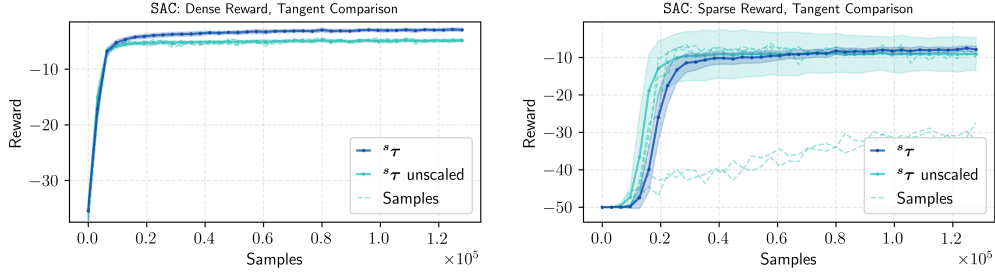 SAC: Dense Reward, Tangent Comparison
Reward
−10
−20
−30
ˢτ
ˢτ unscaled
Samples
0.0 0.2 0.4 0.6 0.8 1.0 1.2
Samples
×10⁵
SAC: Sparse Reward, Tangent Comparison
Reward
−10
−20
−30
−40
−50
ˢτ
ˢτ unscaled
Samples
0.0 0.2 0.4 0.6 0.8 1.0 1.2
Samples
×10⁵